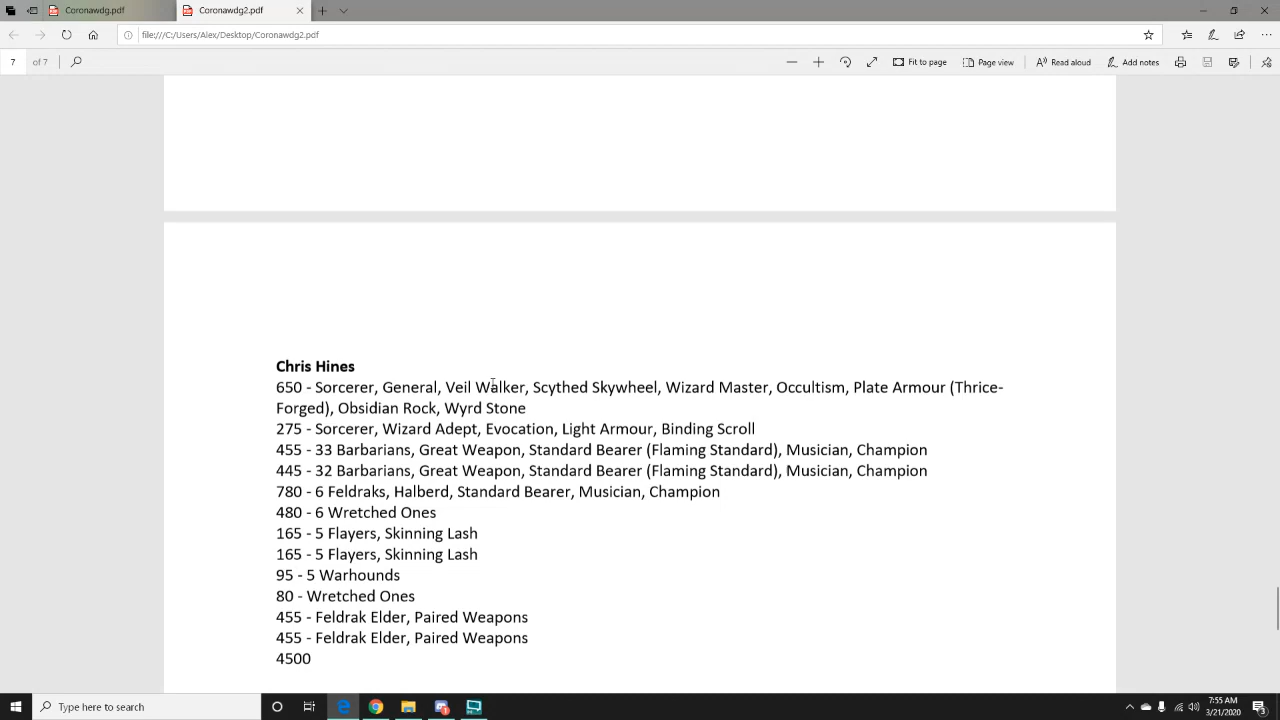 Coronawdg.pdf
Coronawdg2.pdf
file:///C:/Users/Alex/Desktop/Coronawdg2.pdf
7 of 7
Fit to page
Page view
Read aloud
Add notes
Chris Hines
650 - Sorcerer, General, Veil Walker, Scythed Skywheel, Wizard Master, Occultism, Plate Armour (Thrice-
Forged), Obsidian Rock, Wyrd Stone
275 - Sorcerer, Wizard Adept, Evocation, Light Armour, Binding Scroll
455 - 33 Barbarians, Great Weapon, Standard Bearer (Flaming Standard), Musician, Champion
445 - 32 Barbarians, Great Weapon, Standard Bearer (Flaming Standard), Musician, Champion
780 - 6 Feldraks, Halberd, Standard Bearer, Musician, Champion
480 - 6 Wretched Ones
165 - 5 Flayers, Skinning Lash
165 - 5 Flayers, Skinning Lash
95 - 5 Warhounds
80 - Wretched Ones
455 - Feldrak Elder, Paired Weapons
455 - Feldrak Elder, Paired Weapons
4500
Type here to search
7:55 AM
3/21/2020